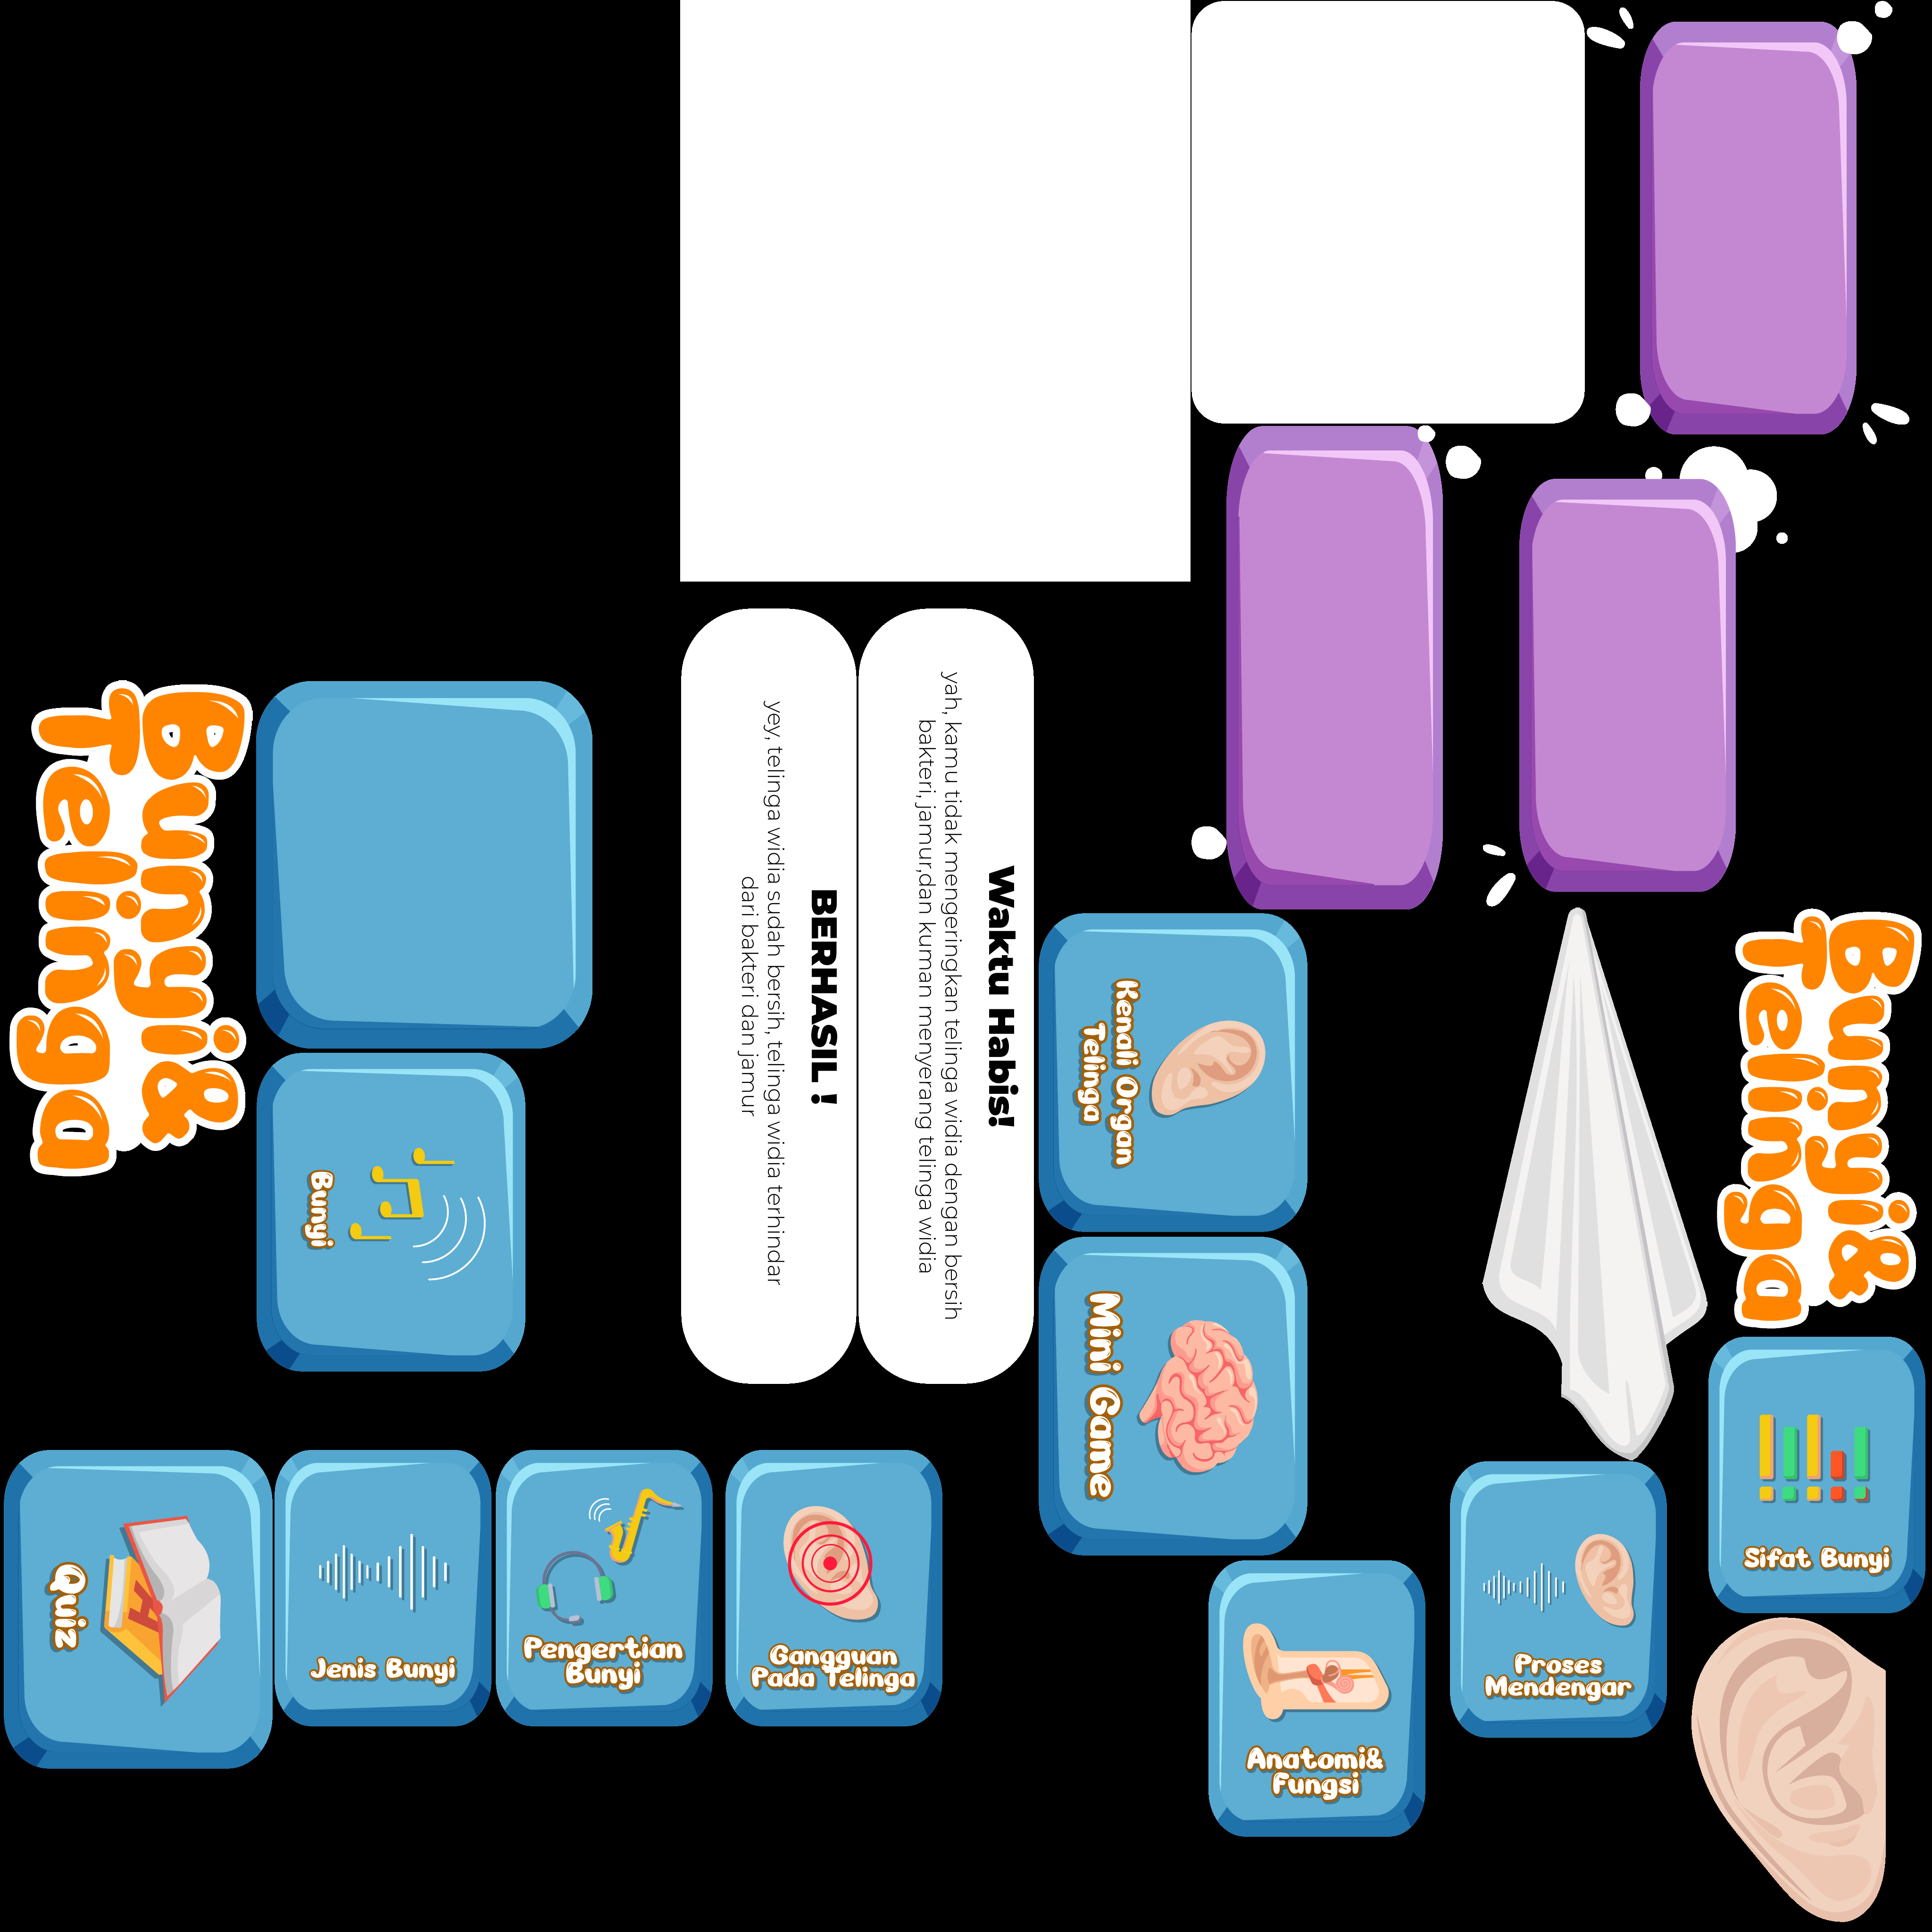 Bunyi&
Telinga
Bunyi
BERHASIL !
yey, telinga widia sudah bersih, telinga widia terhindar
dari bakteri dan jamur
Waktu Habis!
yah, kamu tidak mengeringkan telinga widia dengan bersih
bakteri, jamur,dan kuman menyerang telinga widia
Kenali Organ
Telinga
Mini Game
Bunyi&
Telinga
Sifat Bunyi
Quiz
A
Jenis Bunyi
Pengertian
Bunyi
Gangguan
Pada Telinga
Proses
Mendengar
Anatomi&
Fungsi